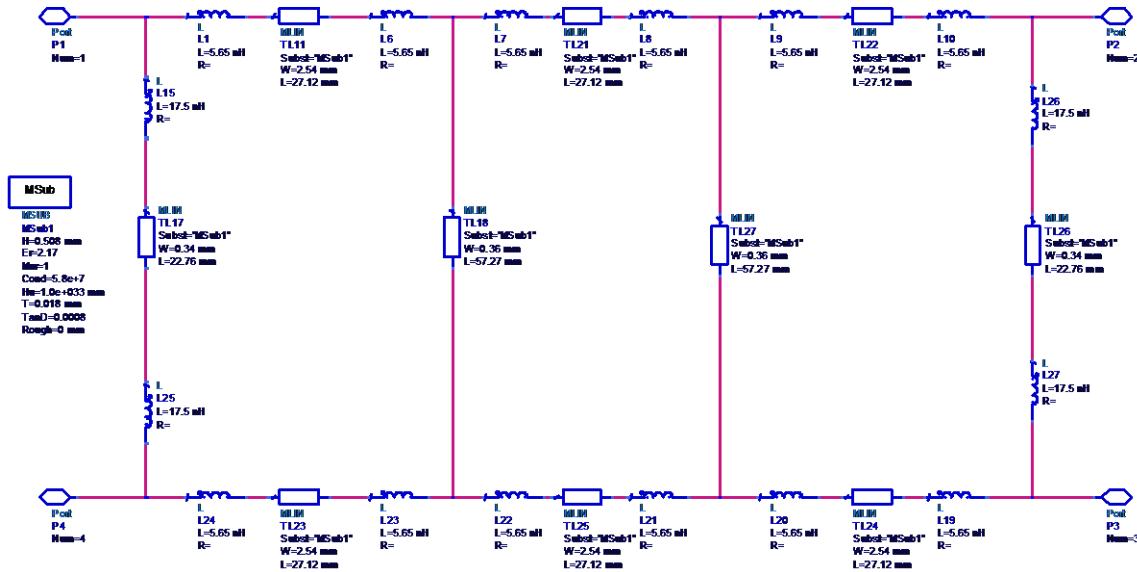 Port
P1
Num=1
L
L1
L=5.65 nH
R=
MLIN
TL11
Subst="MSub1"
W=2.54 mm
L=27.12 mm
L
L6
L=5.65 nH
R=
L
L7
L=5.65 nH
R=
MLIN
TL21
Subst="MSub1"
W=2.54 mm
L=27.12 mm
L
L8
L=5.65 nH
R=
L
L9
L=5.65 nH
R=
MLIN
TL22
Subst="MSub1"
W=2.54 mm
L=27.12 mm
L
L10
L=5.65 nH
R=
Port
P2
Num=2
L
L15
L=17.5 nH
R=
L
L26
L=17.5 nH
R=
MSub
MSUB
MSub1
H=0.508 mm
Er=2.17
Mur=1
Cond=5.8e+7
Hu=1.0e+033 mm
T=0.018 mm
TanD=0.0008
Rough=0 mm
MLIN
TL17
Subst="MSub1"
W=0.34 mm
L=22.76 mm
MLIN
TL18
Subst="MSub1"
W=0.36 mm
L=57.27 mm
MLIN
TL27
Subst="MSub1"
W=0.36 mm
L=57.27 mm
MLIN
TL26
Subst="MSub1"
W=0.34 mm
L=22.76 mm
L
L25
L=17.5 nH
R=
L
L27
L=17.5 nH
R=
Port
P4
Num=4
L
L24
L=5.65 nH
R=
MLIN
TL23
Subst="MSub1"
W=2.54 mm
L=27.12 mm
L
L23
L=5.65 nH
R=
L
L22
L=5.65 nH
R=
MLIN
TL25
Subst="MSub1"
W=2.54 mm
L=27.12 mm
L
L21
L=5.65 nH
R=
L
L20
L=5.65 nH
R=
MLIN
TL24
Subst="MSub1"
W=2.54 mm
L=27.12 mm
L
L19
L=5.65 nH
R=
Port
P3
Num=3